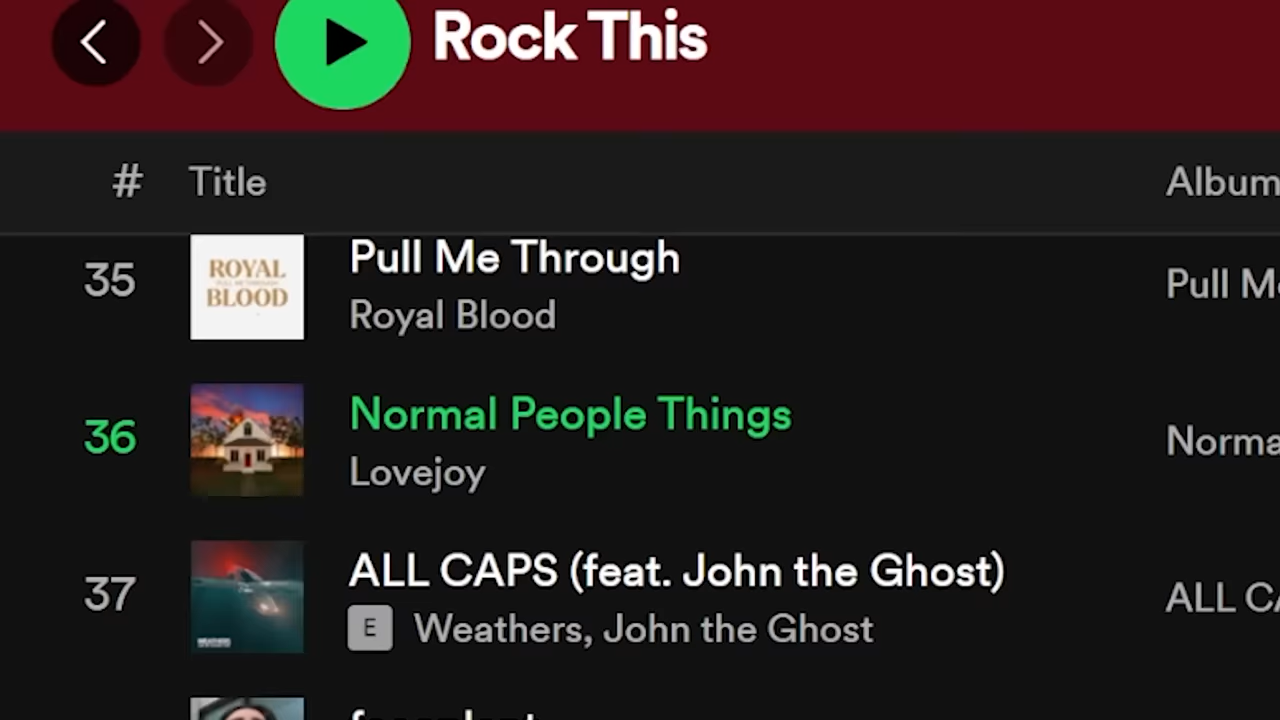 Rock This
# Title Album
35 Pull Me Through Pull M
ROYAL
BLOOD
Royal Blood
36 Normal People Things Norma
Lovejoy
37 ALL CAPS (feat. John the Ghost) ALL CA
E Weathers, John the Ghost